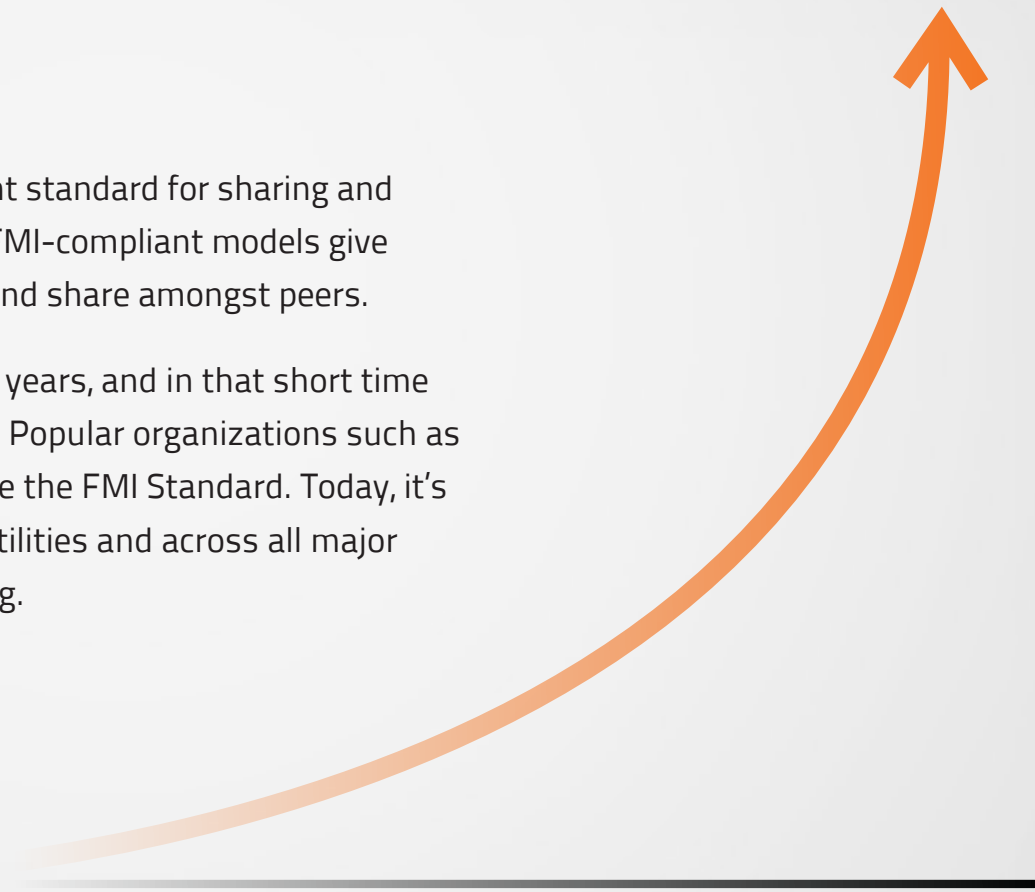 nt standard for sharing and
FMI-compliant models give
nd share amongst peers.
years, and in that short time
Popular organizations such as
e the FMI Standard. Today, it's
tilities and across all major
g.